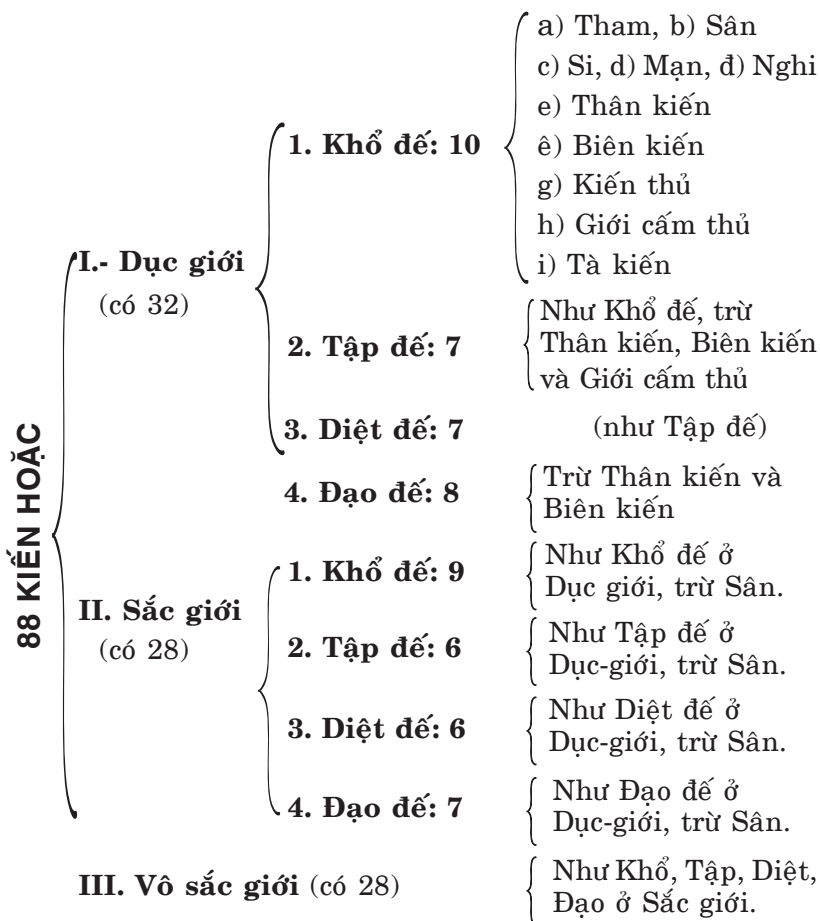 88 KIẾN HOẶC
I.- Dục giới
(có 32)
1. Khổ đế: 10
a) Tham, b) Sân
c) Si, d) Mạn, đ) Nghi
e) Thân kiến
ê) Biên kiến
g) Kiến thủ
h) Giới cấm thủ
i) Tà kiến
2. Tập đế: 7
Như Khổ đế, trừ
Thân kiến, Biên kiến
và Giới cấm thủ
3. Diệt đế: 7
(như Tập đế)
4. Đạo đế: 8
Trừ Thân kiến và
Biên kiến
II. Sắc giới
(có 28)
1. Khổ đế: 9
Như Khổ đế ở
Dục giới, trừ Sân.
2. Tập đế: 6
Như Tập đế ở
Dục-giới, trừ Sân.
3. Diệt đế: 6
Như Diệt đế ở
Dục-giới, trừ Sân.
4. Đạo đế: 7
Như Đạo đế ở
Dục-giới, trừ Sân.
III. Vô sắc giới (có 28)
Như Khổ, Tập, Diệt,
Đạo ở Sắc giới.